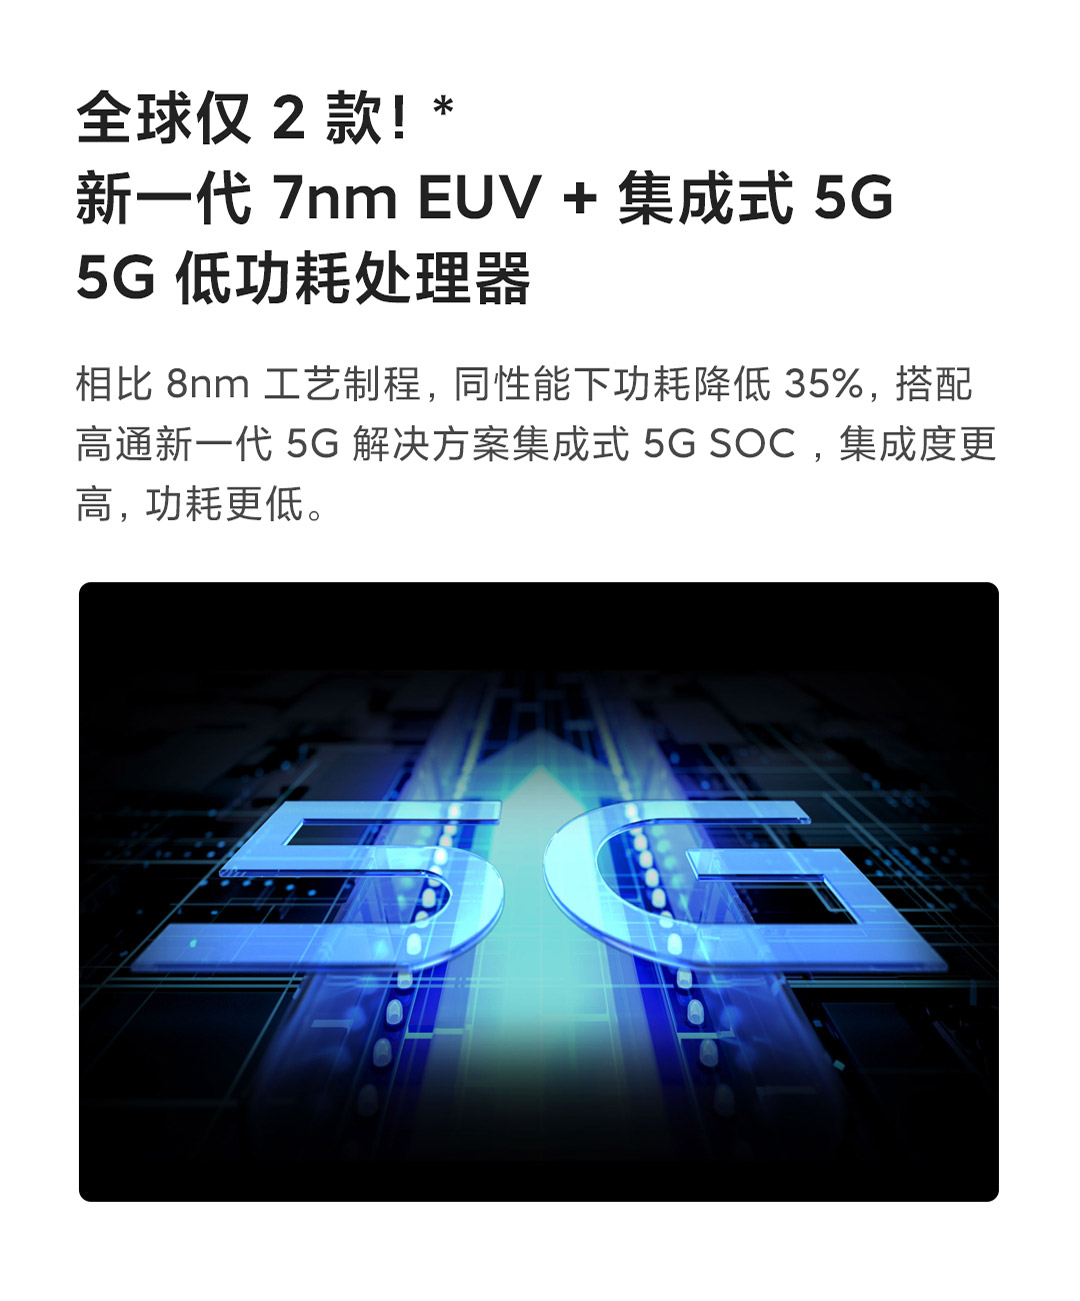 全球仅 2 款！*
新一代 7nm EUV + 集成式 5G
5G 低功耗处理器
相比 8nm 工艺制程，同性能下功耗降低 35%，搭配
高通新一代 5G 解决方案集成式 5G SOC ，集成度更
高，功耗更低。
5G